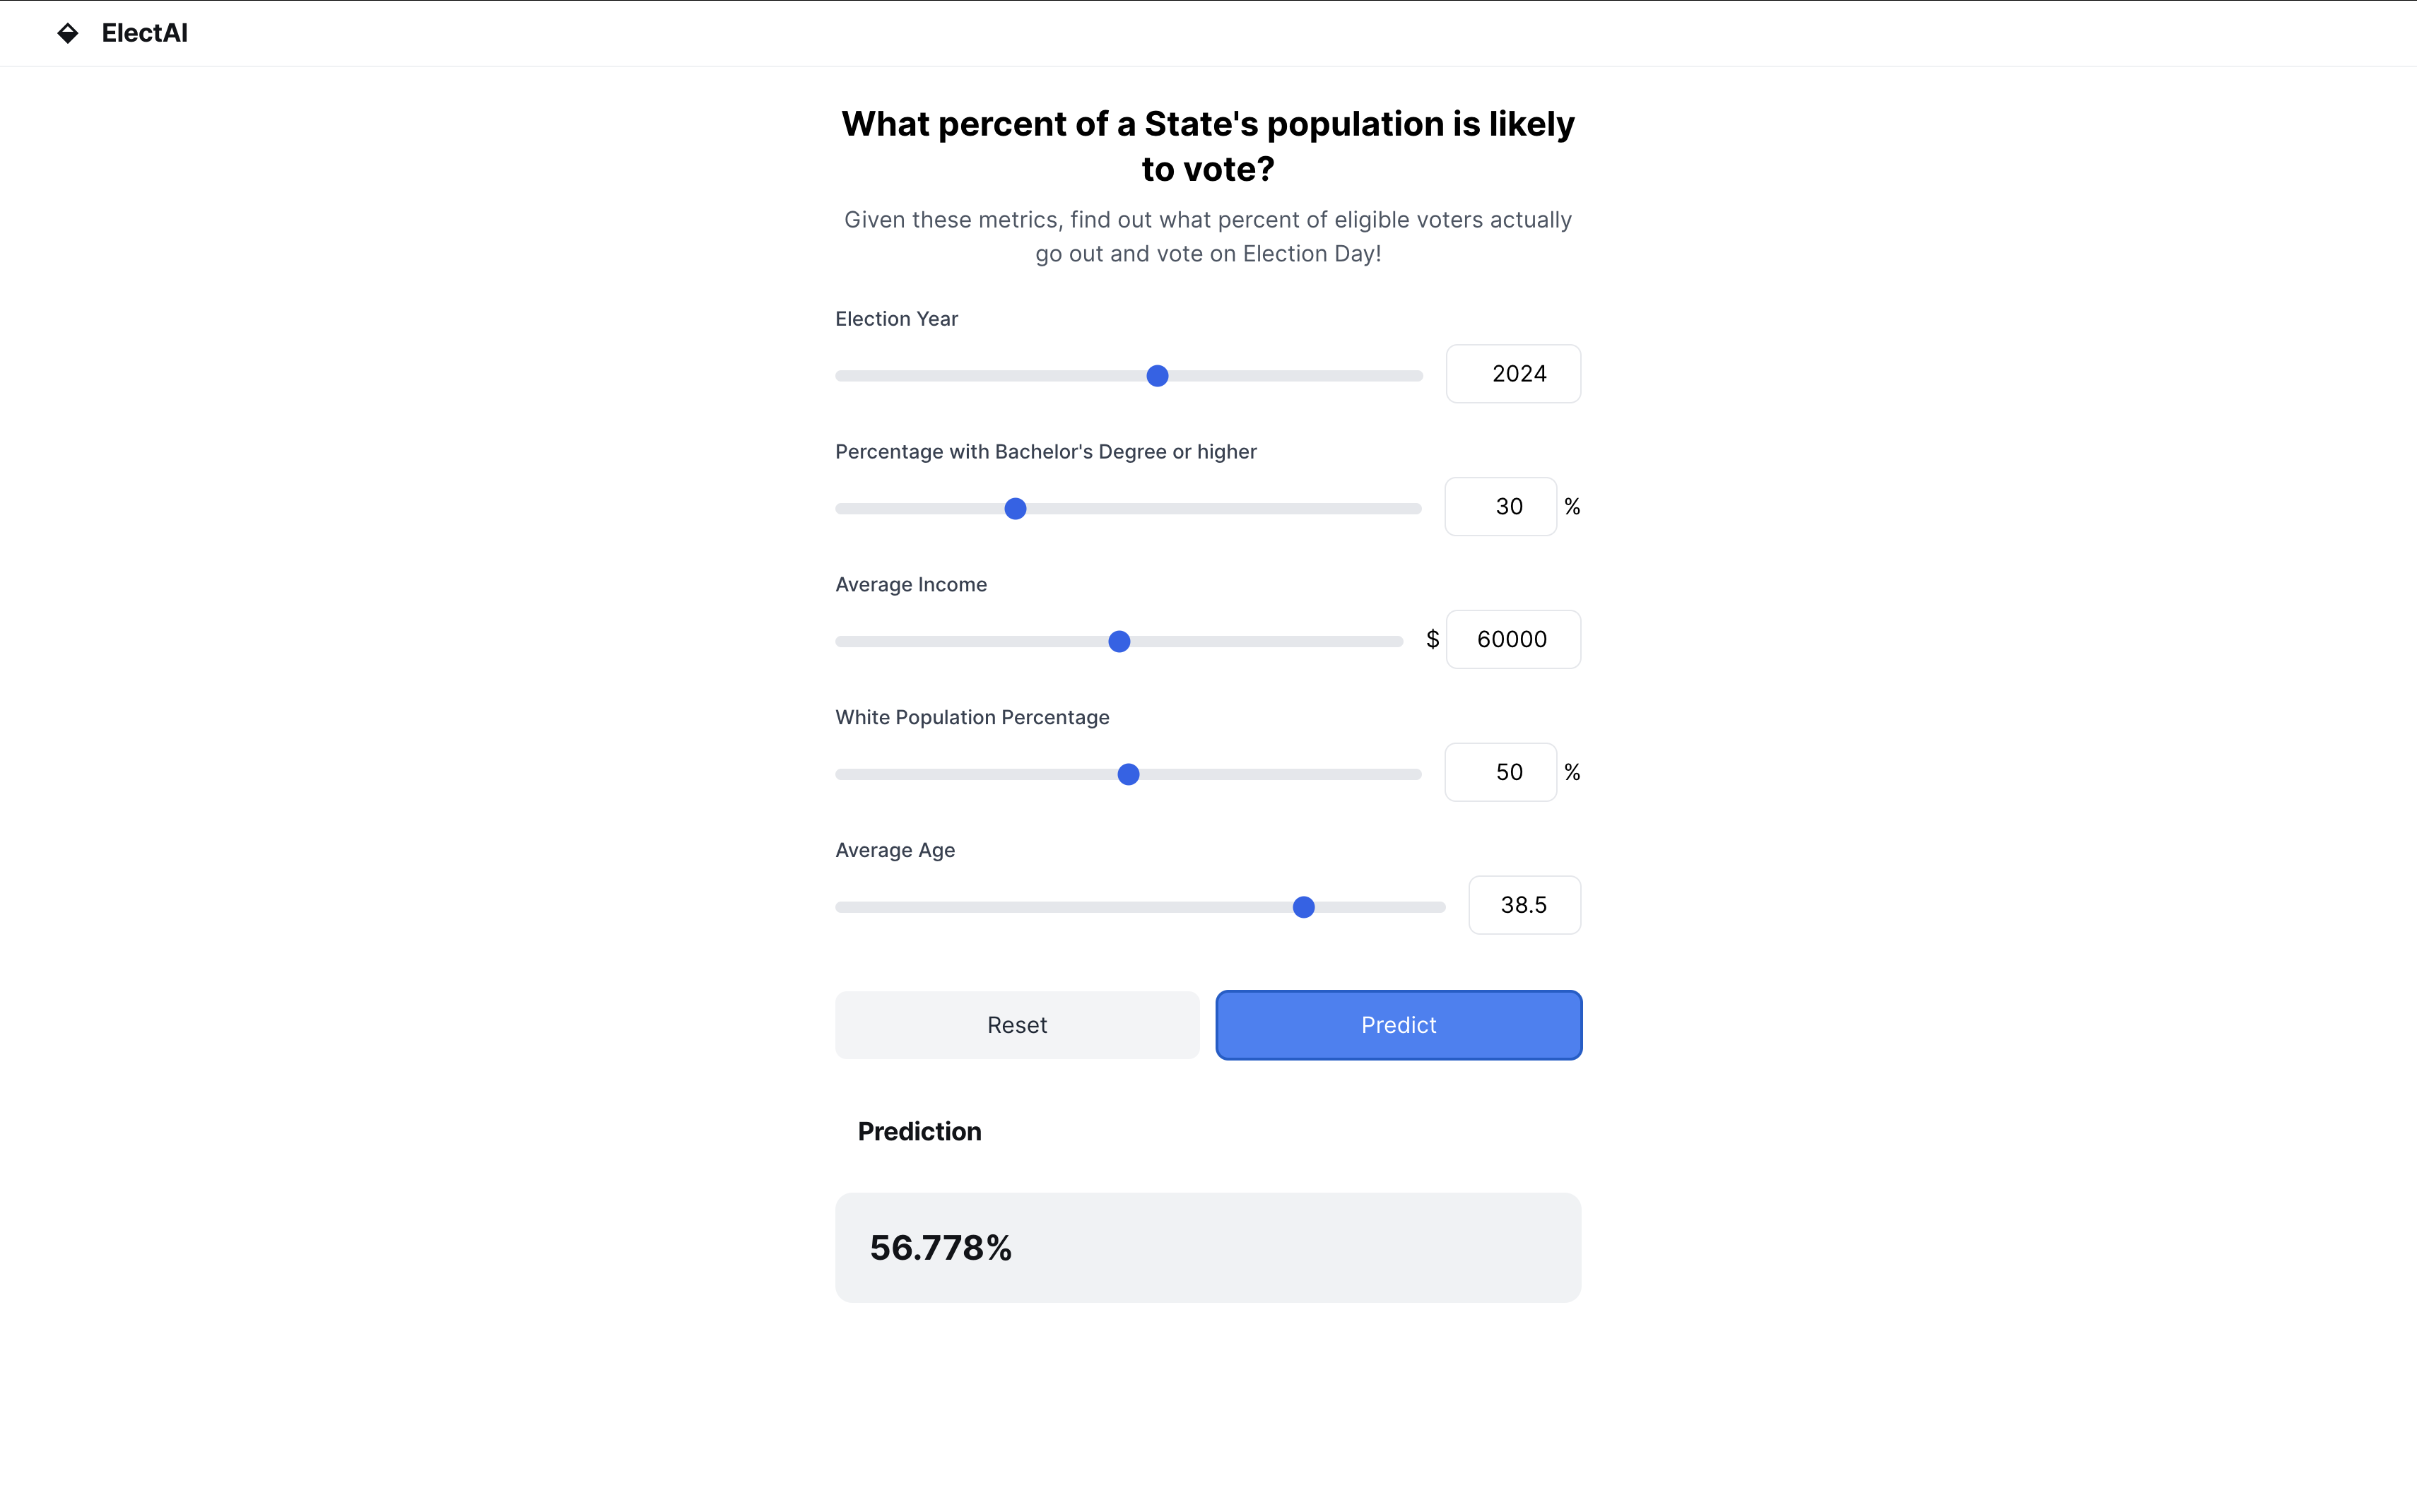 ElectAI
What percent of a State's population is likely
to vote?
Given these metrics, find out what percent of eligible voters actually
go out and vote on Election Day!
Election Year
2024
Percentage with Bachelor's Degree or higher
30 %
Average Income
$ 60000
White Population Percentage
50 %
Average Age
38.5
Reset Predict
Prediction
56.778%